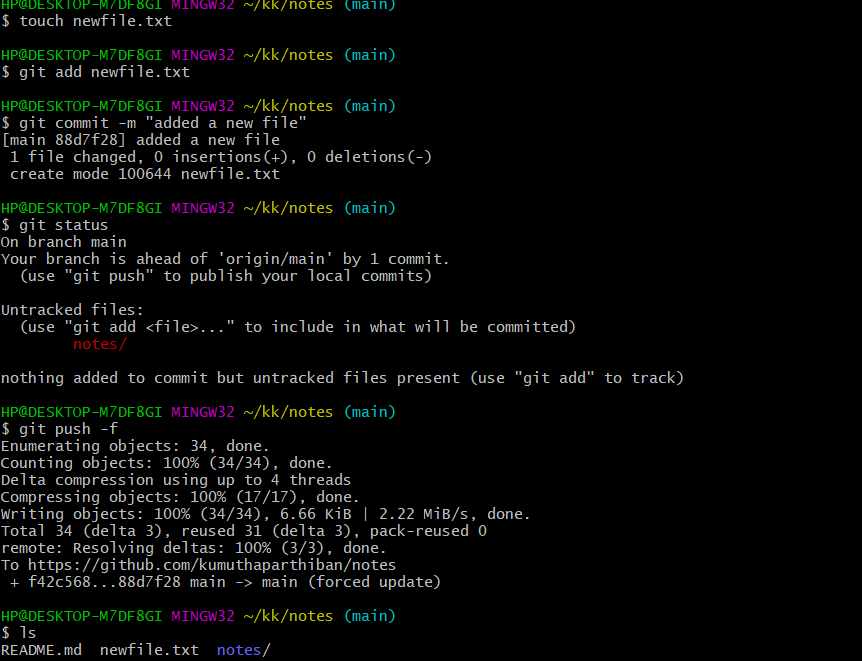 HP@DESKTOP-M7DF8GI MINGW32 ~/kk/notes (main)
$ touch newfile.txt
HP@DESKTOP-M7DF8GI MINGW32 ~/kk/notes (main)
$ git add newfile.txt
HP@DESKTOP-M7DF8GI MINGW32 ~/kk/notes (main)
$ git commit -m "added a new file"
[main 88d7f28] added a new file
 1 file changed, 0 insertions(+), 0 deletions(-)
 create mode 100644 newfile.txt
HP@DESKTOP-M7DF8GI MINGW32 ~/kk/notes (main)
$ git status
On branch main
Your branch is ahead of 'origin/main' by 1 commit.
  (use "git push" to publish your local commits)
Untracked files:
  (use "git add <file>..." to include in what will be committed)
        notes/
nothing added to commit but untracked files present (use "git add" to track)
HP@DESKTOP-M7DF8GI MINGW32 ~/kk/notes (main)
$ git push -f
Enumerating objects: 34, done.
Counting objects: 100% (34/34), done.
Delta compression using up to 4 threads
Compressing objects: 100% (17/17), done.
Writing objects: 100% (34/34), 6.66 KiB | 2.22 MiB/s, done.
Total 34 (delta 3), reused 31 (delta 3), pack-reused 0
remote: Resolving deltas: 100% (3/3), done.
To https://github.com/kumuthaparthiban/notes
 + f42c568...88d7f28 main -> main (forced update)
HP@DESKTOP-M7DF8GI MINGW32 ~/kk/notes (main)
$ ls
README.md  newfile.txt  notes/